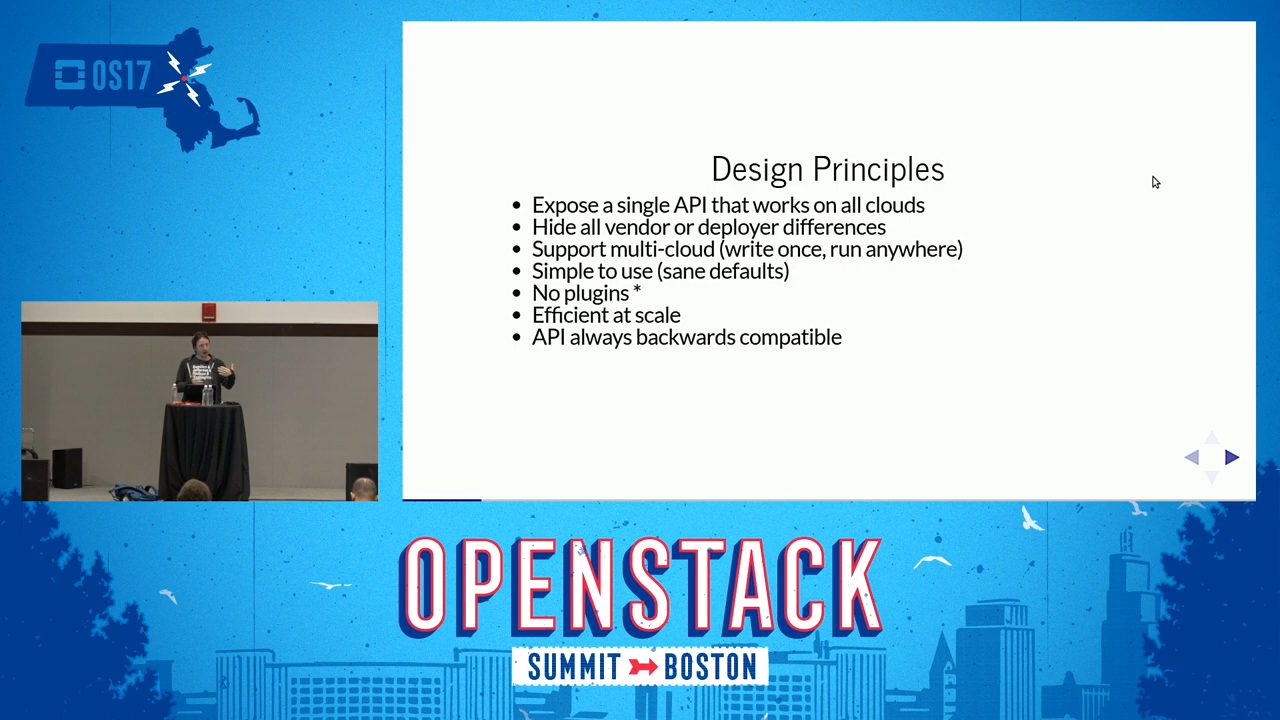 OS17
Design Principles
• Expose a single API that works on all clouds
• Hide all vendor or deployer differences
• Support multi-cloud (write once, run anywhere)
• Simple to use (sane defaults)
• No plugins *
• Efficient at scale
• API always backwards compatible
OPENSTACK
SUMMIT BOSTON